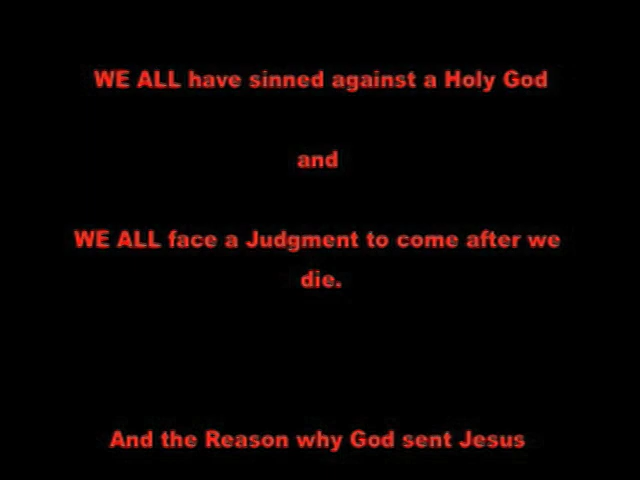 WE ALL have sinned against a Holy God
and
WE ALL face a Judgment to come after we
die.
And the Reason why God sent Jesus